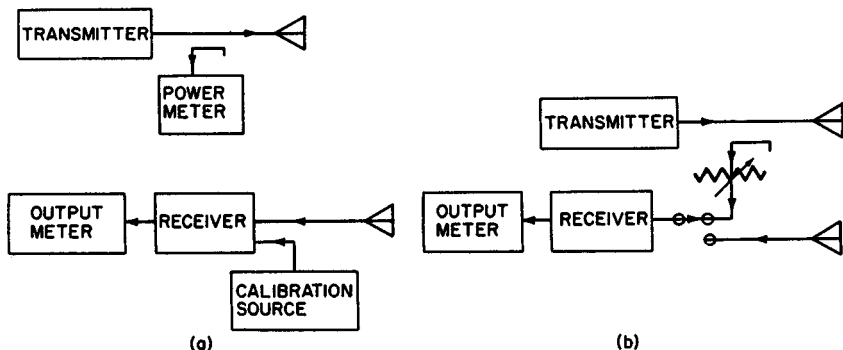 TRANSMITTER
POWER
METER
OUTPUT
METER
RECEIVER
CALIBRATION
SOURCE
(a)
TRANSMITTER
OUTPUT
METER
RECEIVER
(b)